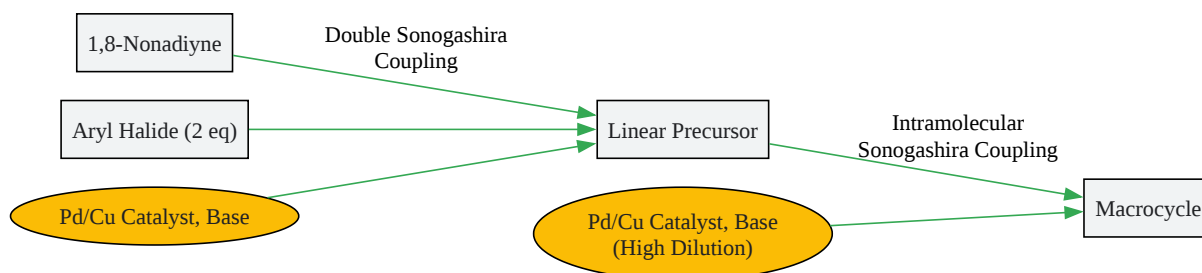 1,8-Nonadiyne
Double Sonogashira
Coupling
Aryl Halide (2 eq)
Linear Precursor
Intramolecular
Sonogashira Coupling
Pd/Cu Catalyst, Base
Pd/Cu Catalyst, Base
(High Dilution)
Macrocycle